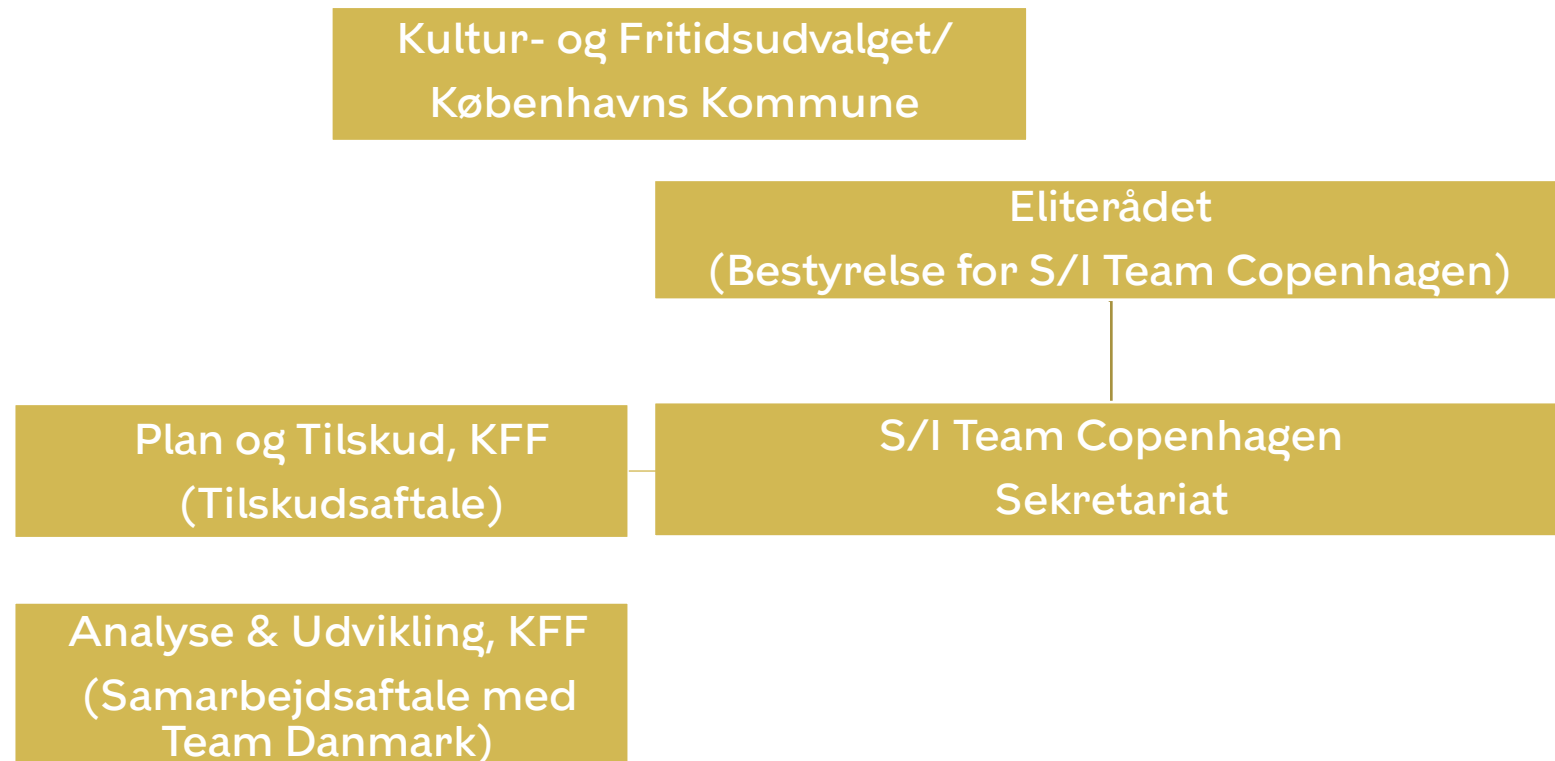 Kultur- og Fritidsudvalget/
Københavns Kommune
Eliterådet
(Bestyrelse for S/I Team Copenhagen)
Plan og Tilskud, KFF
(Tilskudsaftale)
S/I Team Copenhagen
Sekretariat
Analyse & Udvikling, KFF
(Samarbejdsaftale med
Team Danmark)